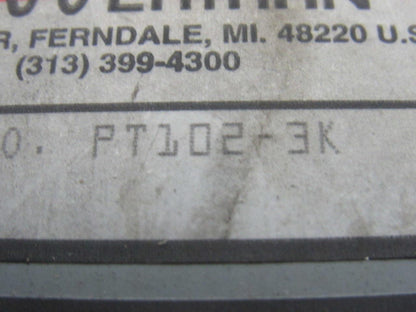 R, FERNDALE, MI. 48220 U.S
(313) 399-4300
O. PT102-3K